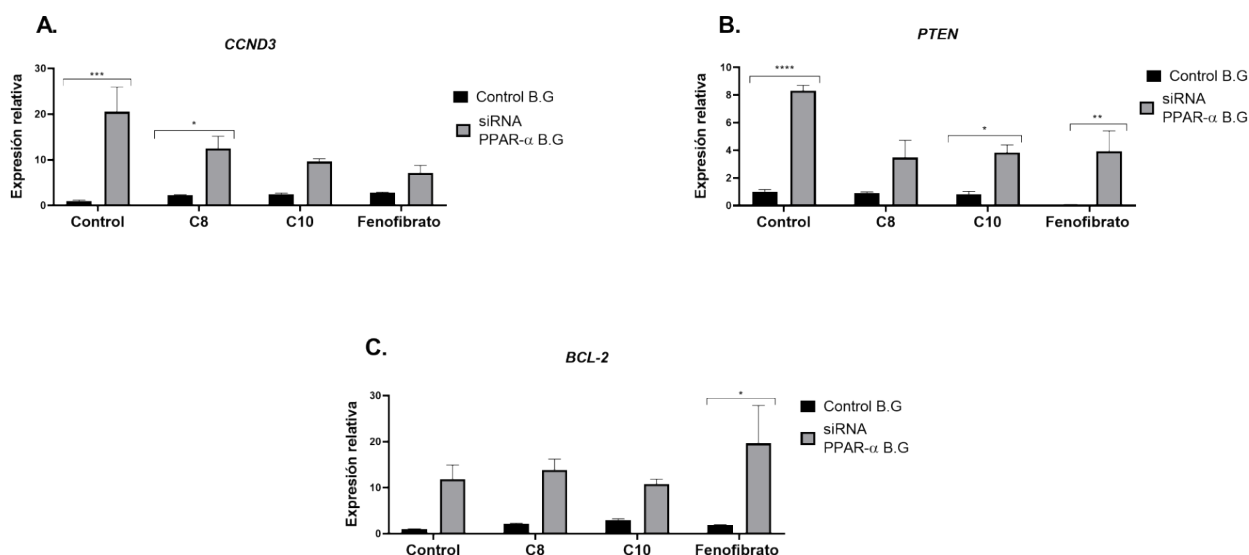 A.
CCND3
Expresión relativa
30
20
10
0
***
*
Control
C8
C10
Fenofibrato
Control B.G
siRNA
PPAR-α B.G
B.
PTEN
Expresión relativa
10
8
6
4
2
0
****
*
**
Control
C8
C10
Fenofibrato
Control B.G
siRNA
PPAR-α B.G
C.
BCL-2
Expresión relativa
30
20
10
0
*
Control
C8
C10
Fenofibrato
Control B.G
siRNA
PPAR-α B.G